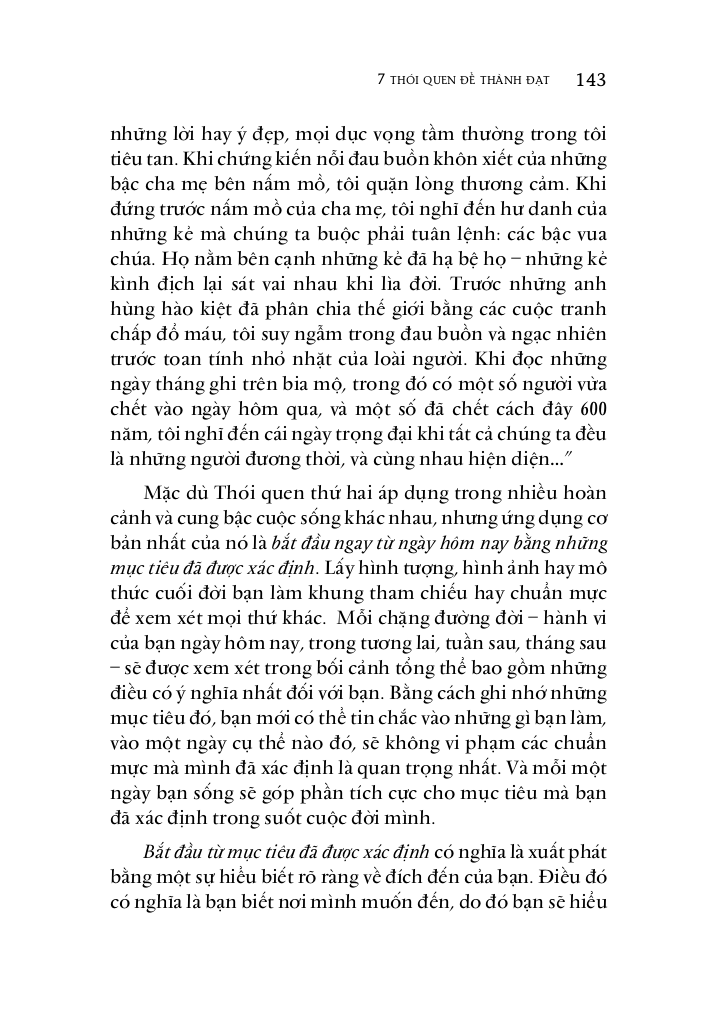 7 THÓI QUEN ĐỂ THÀNH ĐẠT 143
những lời hay ý đẹp, mọi dục vọng tầm thường trong tôi
tiêu tan. Khi chứng kiến nỗi đau buồn khôn xiết của những
bậc cha mẹ bên nấm mồ, tôi quặn lòng thương cảm. Khi
đứng trước nấm mồ của cha mẹ, tôi nghĩ đến hư danh của
những kẻ mà chúng ta buộc phải tuân lệnh: các bậc vua
chúa. Họ nằm bên cạnh những kẻ đã hạ bệ họ – những kẻ
kình địch lại sát vai nhau khi lìa đời. Trước những anh
hùng hào kiệt đã phân chia thế giới bằng các cuộc tranh
chấp đổ máu, tôi suy ngẫm trong đau buồn và ngạc nhiên
trước toan tính nhỏ nhặt của loài người. Khi đọc những
ngày tháng ghi trên bia mộ, trong đó có một số người vừa
chết vào ngày hôm qua, và một số đã chết cách đây 600
năm, tôi nghĩ đến cái ngày trọng đại khi tất cả chúng ta đều
là những người đương thời, và cùng nhau hiện diện...”
Mặc dù Thói quen thứ hai áp dụng trong nhiều hoàn
cảnh và cung bậc cuộc sống khác nhau, nhưng ứng dụng cơ
bản nhất của nó là bắt đầu ngay từ ngày hôm nay bằng những
mục tiêu đã được xác định. Lấy hình tượng, hình ảnh hay mô
thức cuối đời bạn làm khung tham chiếu hay chuẩn mực
để xem xét mọi thứ khác. Mỗi chặng đường đời – hành vi
của bạn ngày hôm nay, trong tương lai, tuần sau, tháng sau
– sẽ được xem xét trong bối cảnh tổng thể bao gồm những
điều có ý nghĩa nhất đối với bạn. Bằng cách ghi nhớ những
mục tiêu đó, bạn mới có thể tin chắc vào những gì bạn làm,
vào một ngày cụ thể nào đó, sẽ không vi phạm các chuẩn
mực mà mình đã xác định là quan trọng nhất. Và mỗi một
ngày bạn sống sẽ góp phần tích cực cho mục tiêu mà bạn
đã xác định trong suốt cuộc đời mình.
Bắt đầu từ mục tiêu đã được xác định có nghĩa là xuất phát
bằng một sự hiểu biết rõ ràng về đích đến của bạn. Điều đó
có nghĩa là bạn biết nơi mình muốn đến, do đó bạn sẽ hiểu